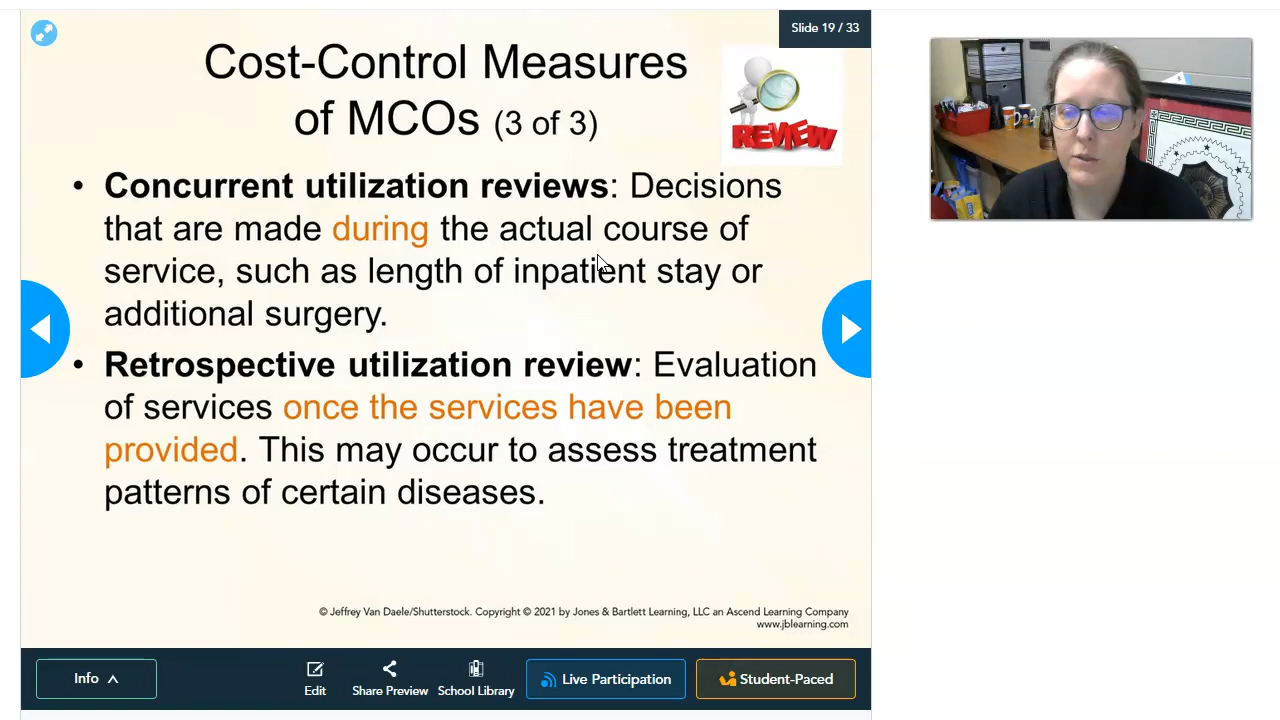 Slide 19 / 33
Cost-Control Measures
of MCOs (3 of 3)
REVIEW
• Concurrent utilization reviews: Decisions
that are made during the actual course of
service, such as length of inpatient stay or
additional surgery.
• Retrospective utilization review: Evaluation
of services once the services have been
provided. This may occur to assess treatment
patterns of certain diseases.
© Jeffrey Van Daele/Shutterstock. Copyright © 2021 by Jones & Bartlett Learning, LLC an Ascend Learning Company
www.jblearning.com
Info
Edit
Share Preview
School Library
Live Participation
Student-Paced